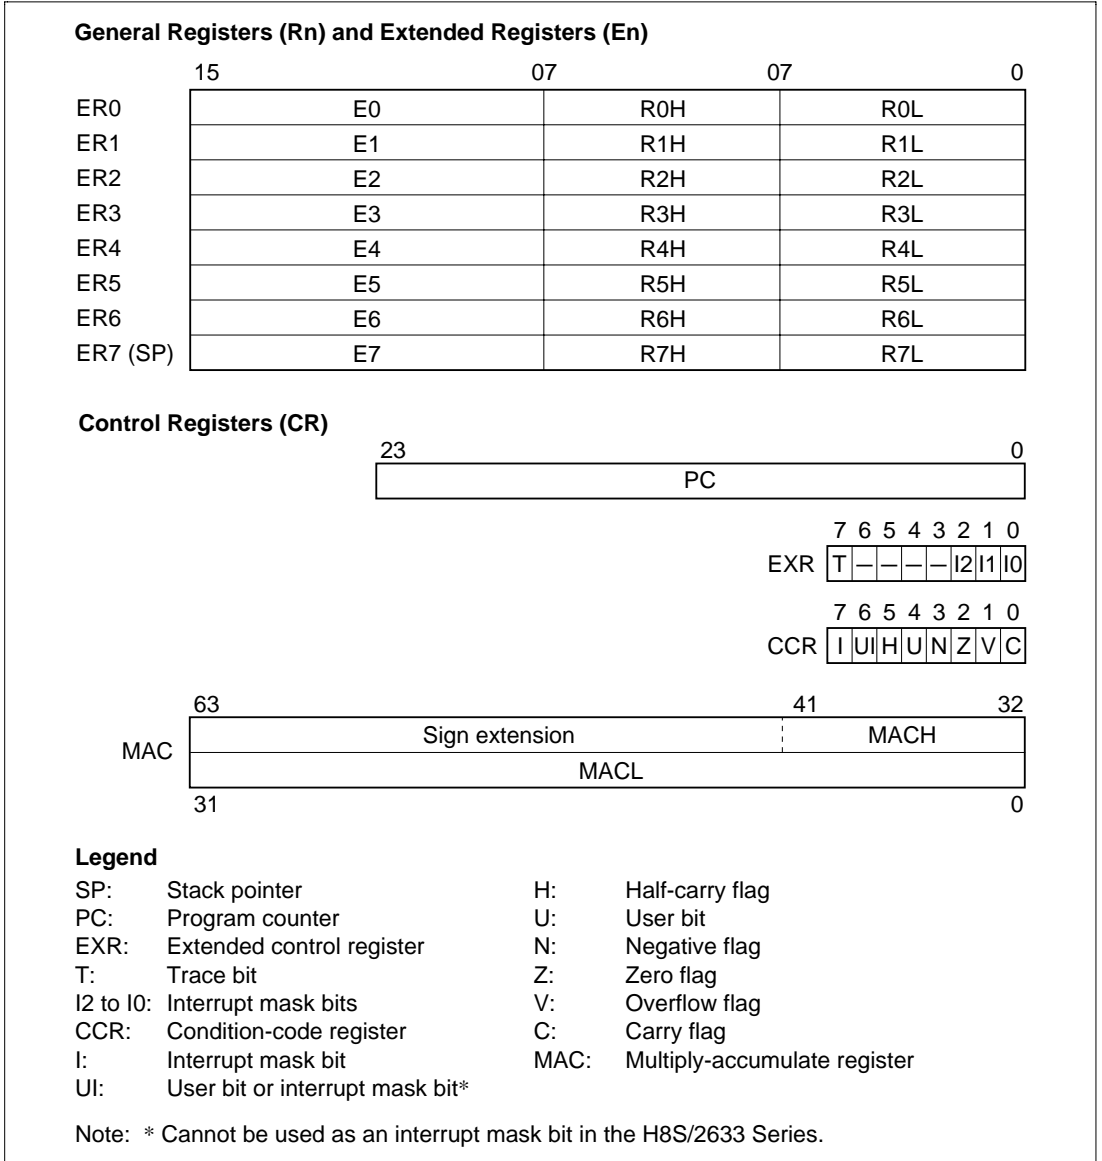 General Registers (Rn) and Extended Registers (En)
15 07 07 0
ER0 E0 R0H R0L
ER1 E1 R1H R1L
ER2 E2 R2H R2L
ER3 E3 R3H R3L
ER4 E4 R4H R4L
ER5 E5 R5H R5L
ER6 E6 R6H R6L
ER7 (SP) E7 R7H R7L
Control Registers (CR)
23 0
PC
7 6 5 4 3 2 1 0
EXR T — — — — I2 I1 I0
7 6 5 4 3 2 1 0
CCR I UI H U N Z V C
63 41 32
Sign extension MACH
MAC
MACL
31 0
Legend
SP: Stack pointer
PC: Program counter
EXR: Extended control register
T: Trace bit
I2 to I0: Interrupt mask bits
CCR: Condition-code register
I: Interrupt mask bit
UI: User bit or interrupt mask bit*
H: Half-carry flag
U: User bit
N: Negative flag
Z: Zero flag
V: Overflow flag
C: Carry flag
MAC: Multiply-accumulate register
Note: * Cannot be used as an interrupt mask bit in the H8S/2633 Series.